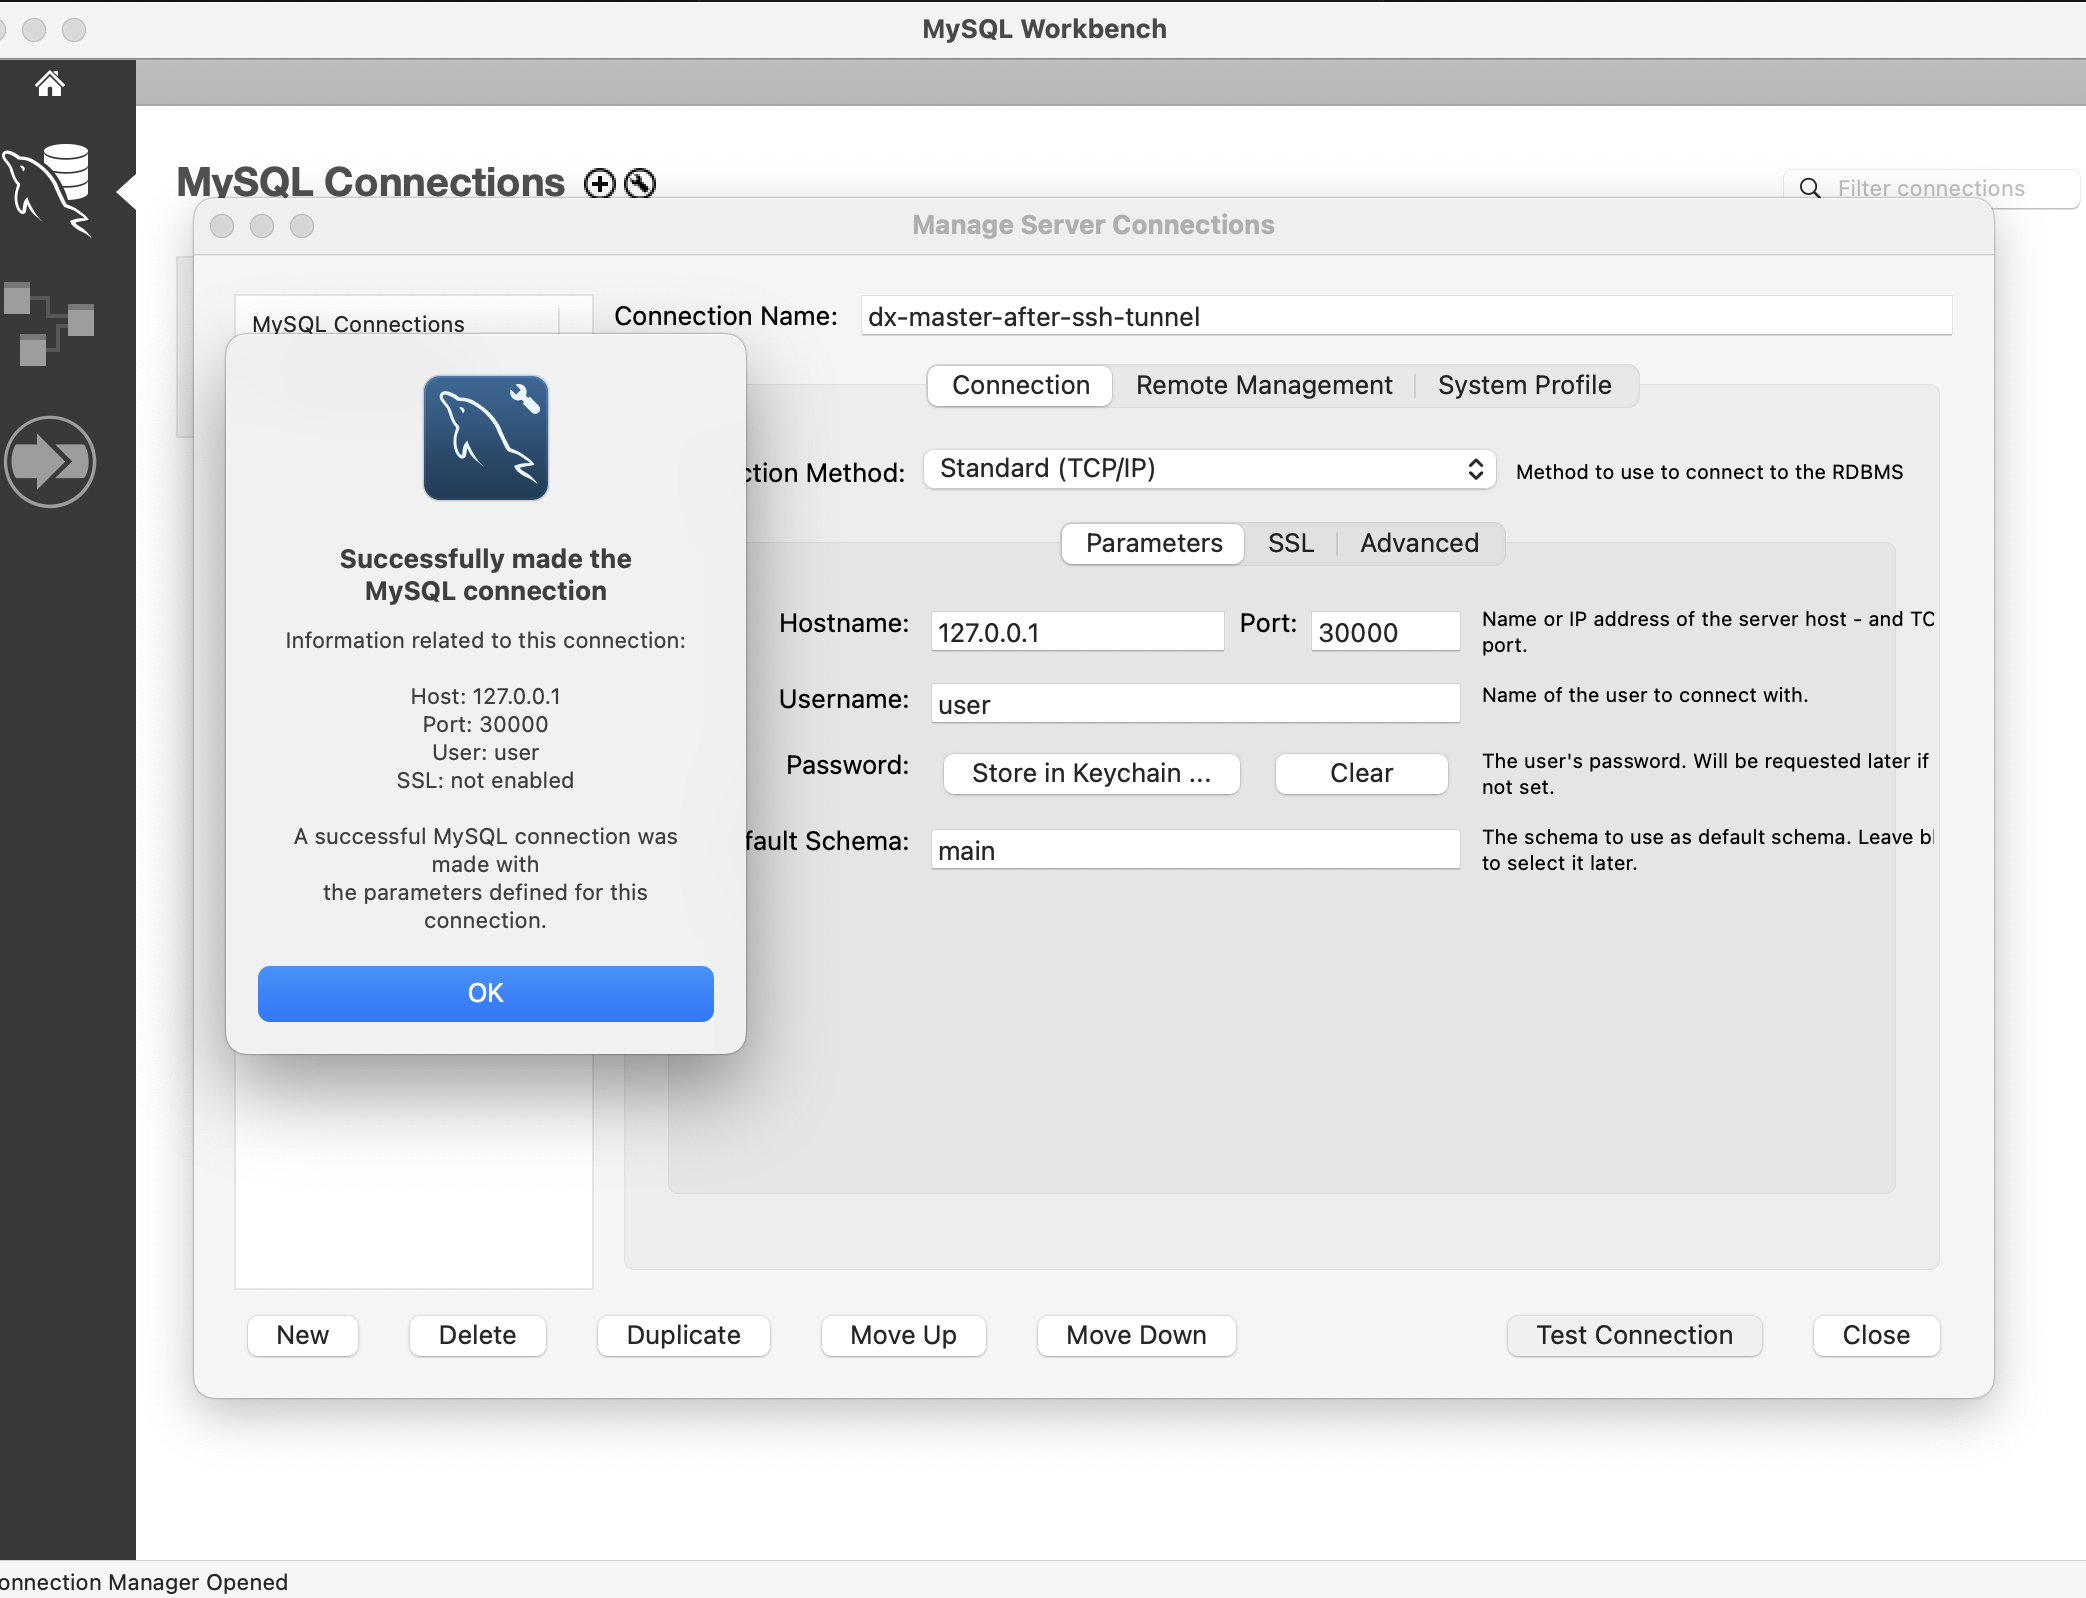 MySQL Workbench
MySQL Connections
Filter connections
Manage Server Connections
MySQL Connections
Connection Name: dx-master-after-ssh-tunnel
Connection Remote Management System Profile
ction Method: Standard (TCP/IP) Method to use to connect to the RDBMS
Parameters SSL Advanced
Hostname: 127.0.0.1 Port: 30000 Name or IP address of the server host - and TC
port.
Username: user Name of the user to connect with.
Password: Store in Keychain ... Clear The user's password. Will be requested later if
not set.
fault Schema: main The schema to use as default schema. Leave bl
to select it later.
Successfully made the
MySQL connection
Information related to this connection:
Host: 127.0.0.1
Port: 30000
User: user
SSL: not enabled
A successful MySQL connection was
made with
the parameters defined for this
connection.
OK
New Delete Duplicate Move Up Move Down Test Connection Close
onnection Manager Opened